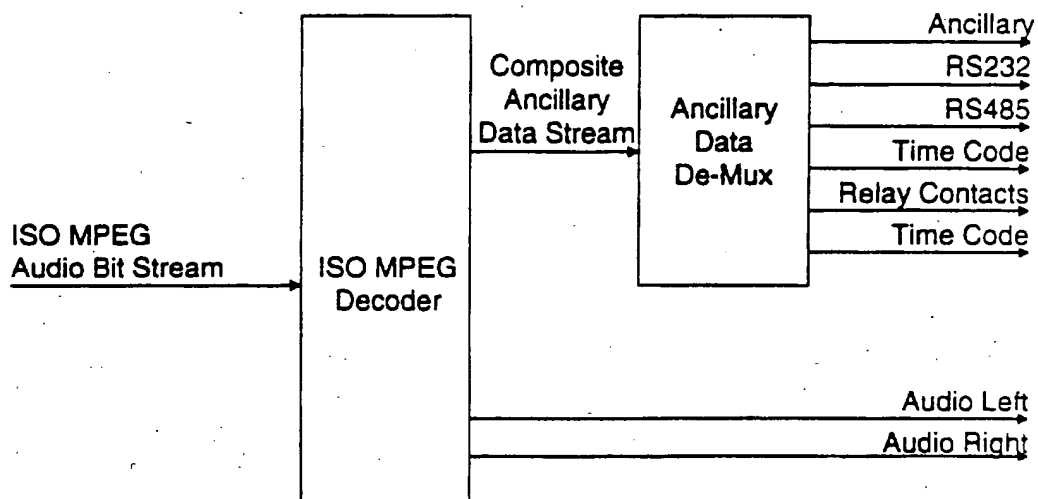 Ancillary
RS232
RS485
Time Code
Relay Contacts
Time Code
Composite
Ancillary
Data Stream
Ancillary
Data
De-Mux
ISO MPEG
Audio Bit Stream
ISO MPEG
Decoder
Audio Left
Audio Right